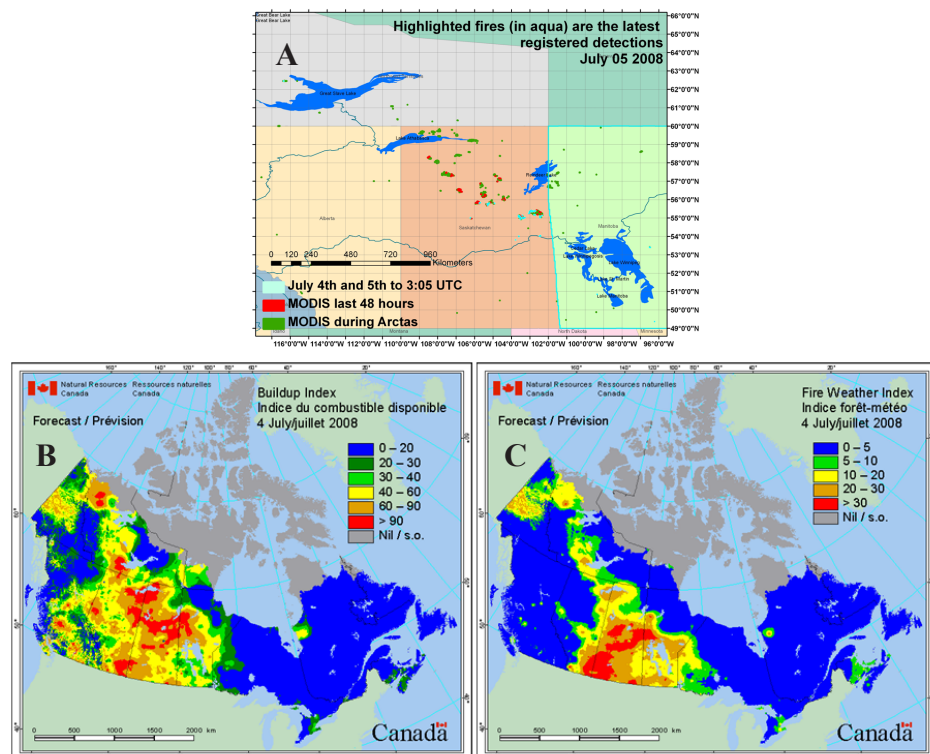 Great Bear Lake
Great Bear Lake
Highlighted fires (in aqua) are the latest
registered detections
July 05 2008
A
66°0'0"N
65°0'0"N
64°0'0"N
63°0'0"N
62°0'0"N
61°0'0"N
60°0'0"N
59°0'0"N
58°0'0"N
57°0'0"N
56°0'0"N
55°0'0"N
54°0'0"N
53°0'0"N
52°0'0"N
51°0'0"N
50°0'0"N
49°0'0"N
Great Slave Lake
Lake Athabasca
Alberta
Saskatchewan
Manitoba
Lake Manitoba
0 120 240 480 720 960
Kilometers
July 4th and 5th to 3:05 UTC
MODIS last 48 hours
MODIS during Arctas
Idaho Montana North Dakota Minnesota
116°0'0"W 114°0'0"W 112°0'0"W 110°0'0"W 108°0'0"W 106°0'0"W 104°0'0"W 102°0'0"W 100°0'0"W 98°0'0"W 96°0'0"W 94°0'0"W
Natural Resources Ressources naturelles
Canada Canada
Forecast / Prévision
B
Buildup Index
Indice du combustible disponible
4 July/juillet 2008
0 – 20
20 – 30
30 – 40
40 – 60
60 – 90
> 90
Nil / s.o.
0 500 1000 1500 2000 km
Canada
Natural Resources Ressources naturelles
Canada Canada
Forecast / Prévision
C
Fire Weather Index
Indice forêt-météo
4 July/juillet 2008
0 – 5
5 – 10
10 – 20
20 – 30
> 30
Nil / s.o.
0 500 1000 1500 2000 km
Canada